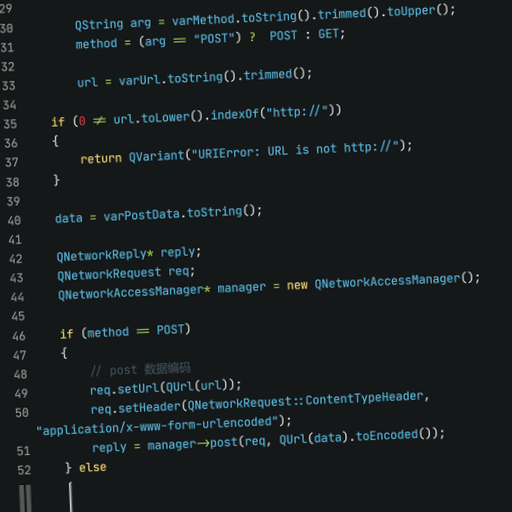 29
30 QString arg = varMethod.toString().trimmed().toUpper();
31 method = (arg == "POST") ? POST : GET;
32
33 url = varUrl.toString().trimmed();
34
35 if (0 ≠ url.toLower().indexOf("http://"))
36 {
37 return QVariant("URIError: URL is not http://");
38 }
39
40 data = varPostData.toString();
41
42 QNetworkReply* reply;
43 QNetworkRequest req;
44 QNetworkAccessManager* manager = new QNetworkAccessManager();
45
46 if (method == POST)
47 {
48 // post 数据编码
49 req.setUrl(QUrl(url));
50 req.setHeader(QNetworkRequest::ContentTypeHeader,
"application/x-www-form-urlencoded");
51 reply = manager→post(req, QUrl(data).toEncoded());
52 } else